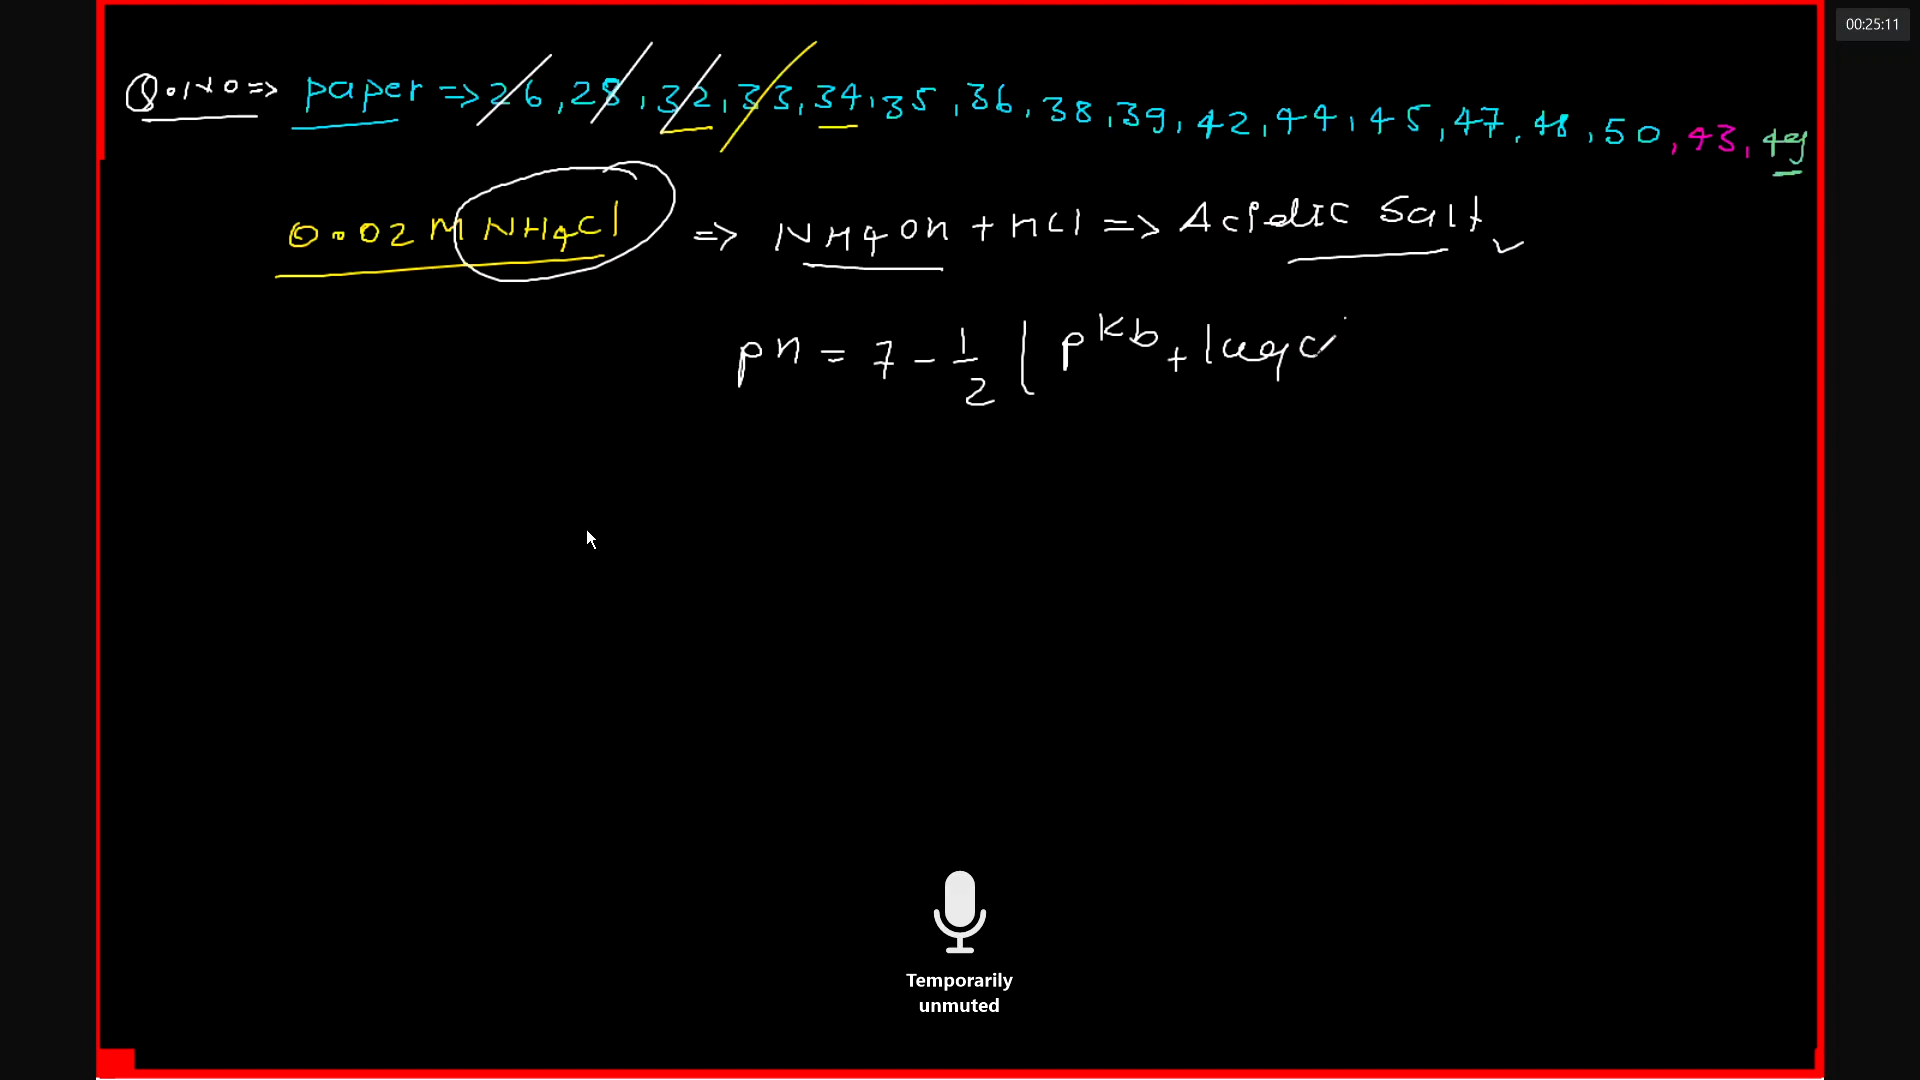 00:25:11
Q.No => paper => 26, 28, 32, 33, 34, 35, 36, 38, 39, 42, 44, 45, 47, 48, 50, 43, 49
0.02 M NH4Cl => NH4OH + HCl => Acidic Salt
pH = 7 - 1/2 [ pKb + log c
Temporarily
unmuted